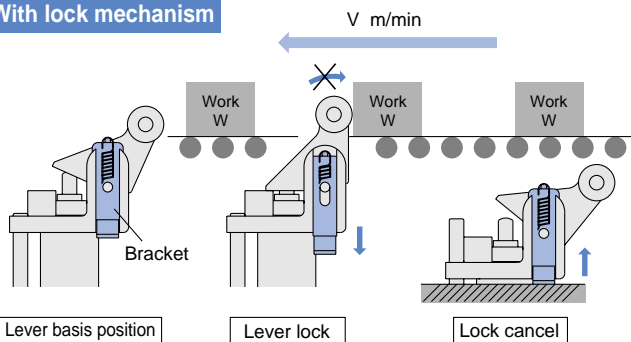 With lock mechanism
V m/min
Work
W
Work
W
Work
W
Bracket
Lever basis position
Lever lock
Lock cancel